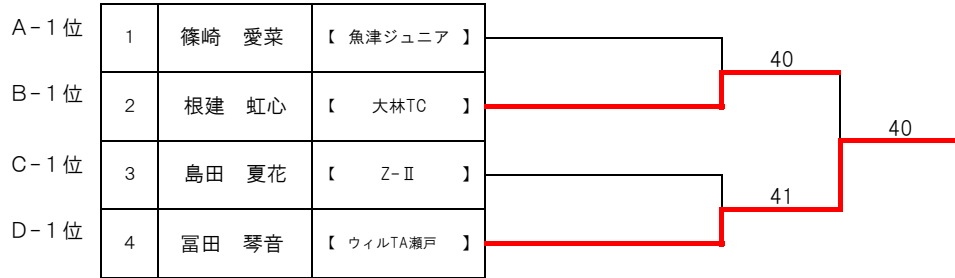 A-1位 1 篠崎 愛菜 【 魚津ジュニア 】
40
B-1位 2 根建 虹心 【 大林TC 】
40
C-1位 3 島田 夏花 【 Z-Ⅱ 】
41
D-1位 4 冨田 琴音 【 ウィルTA瀬戸 】